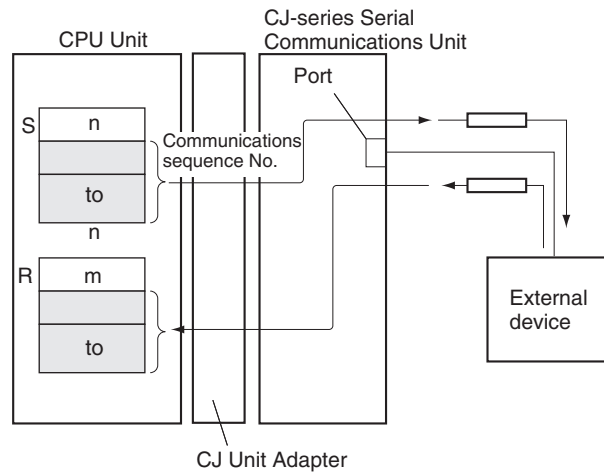 CJ-series Serial
Communications Unit
CPU Unit
Port
S
n
Communications
sequence No.
to
n
R
m
to
External
device
CJ Unit Adapter